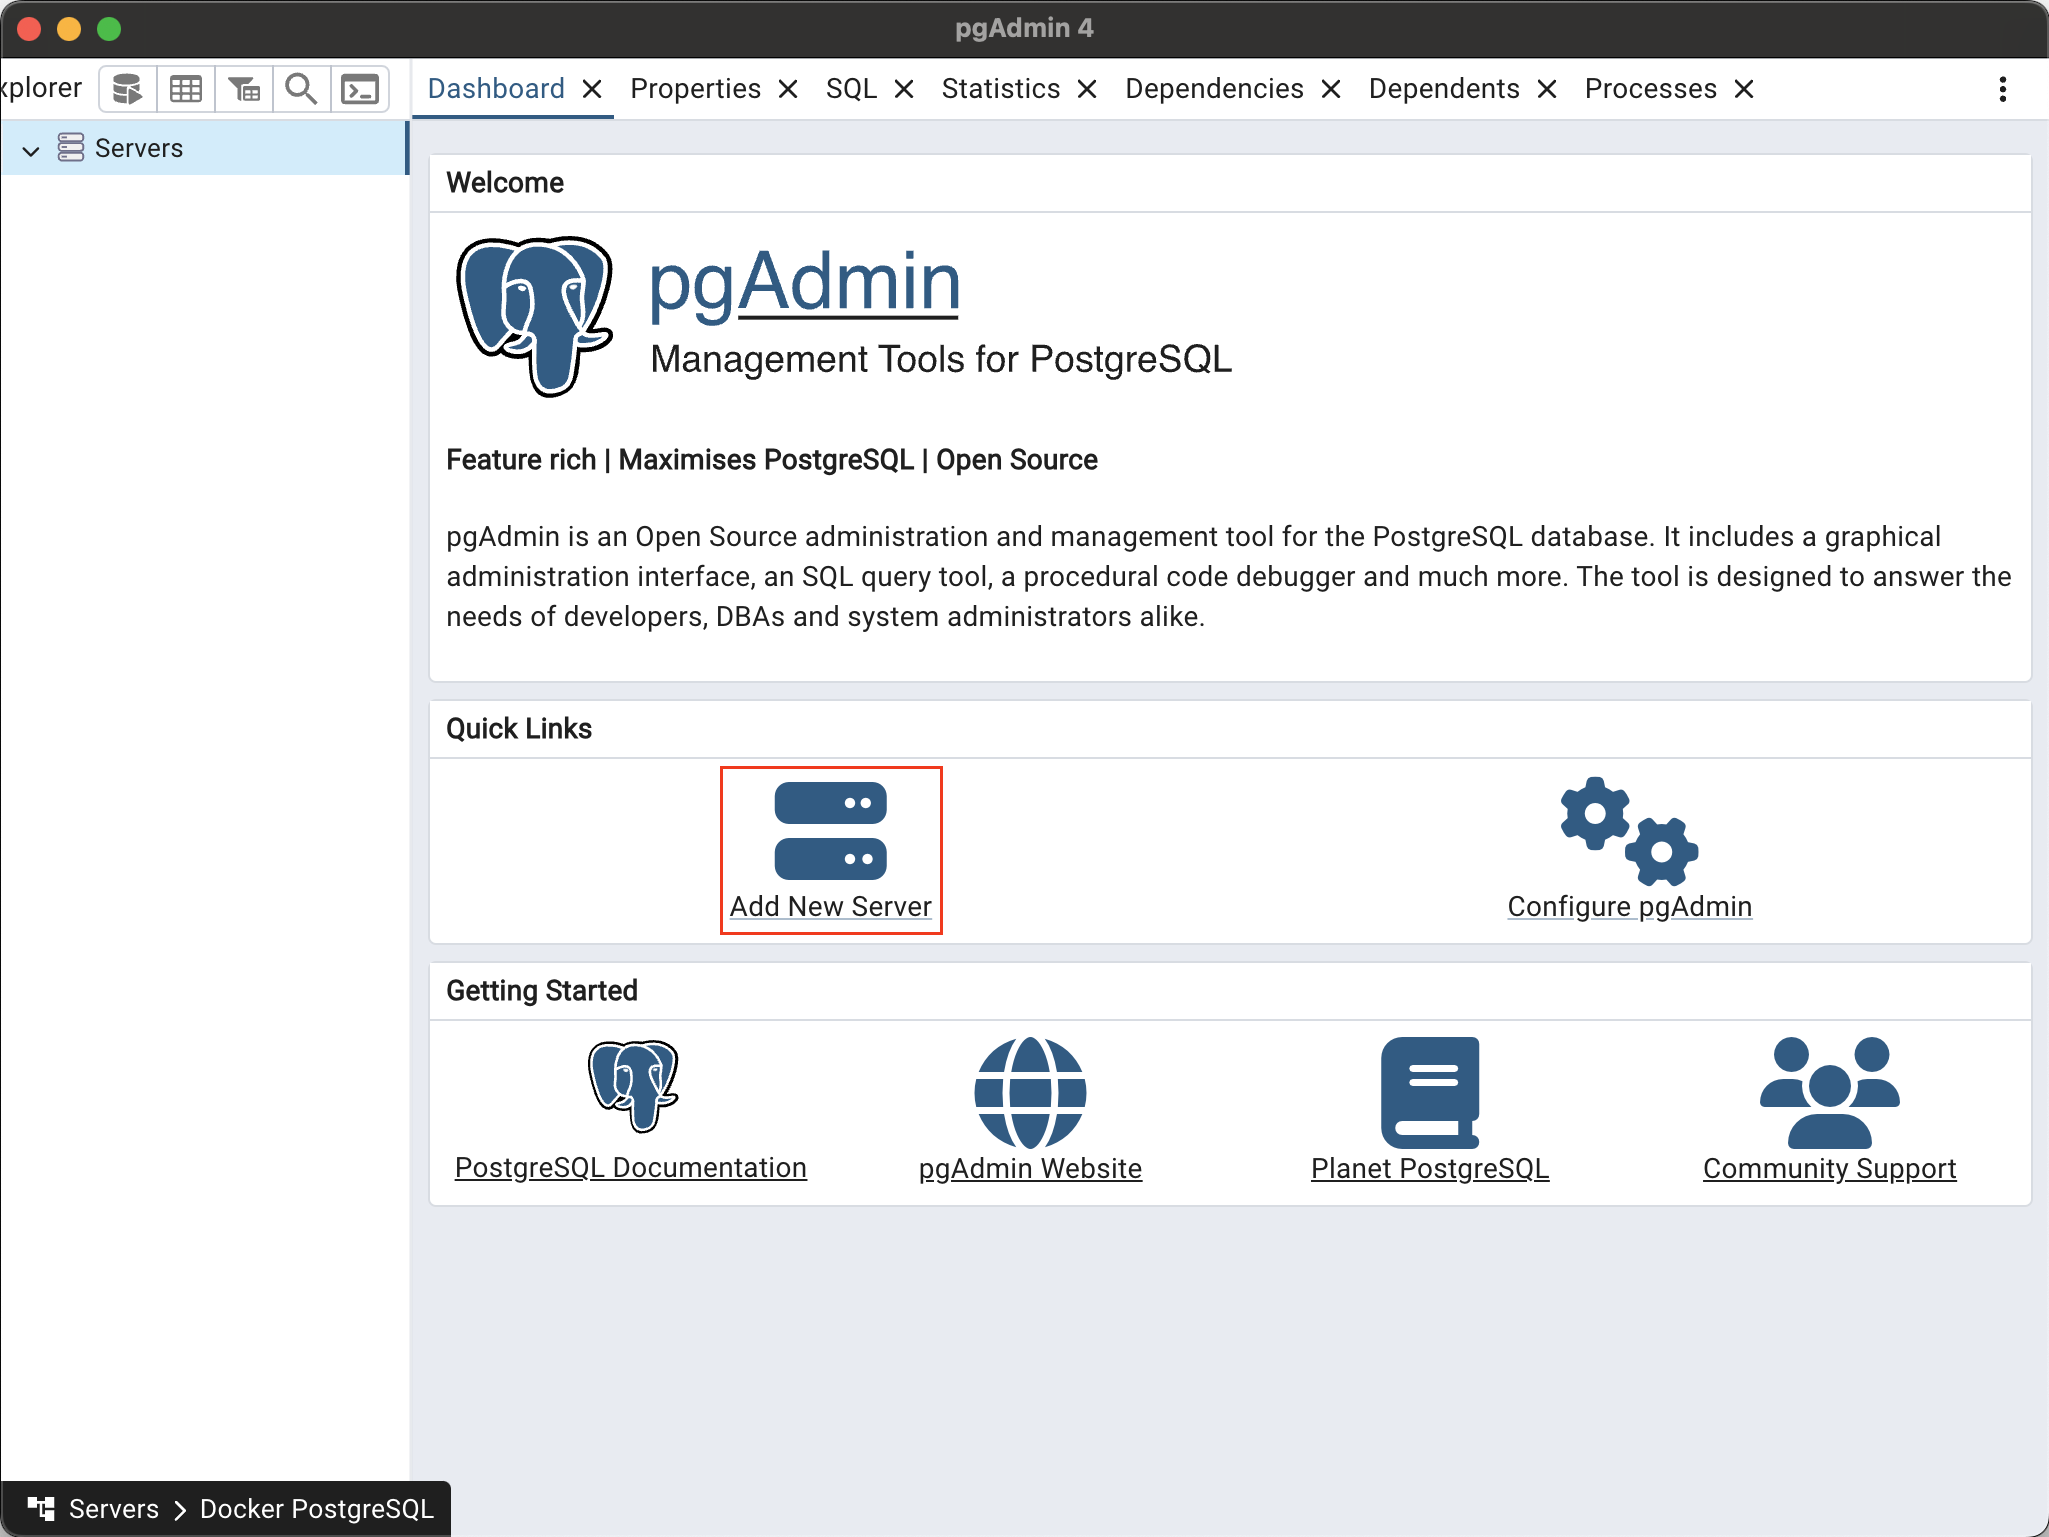 pgAdmin 4
xplorer
Dashboard Properties SQL Statistics Dependencies Dependents Processes
Servers
Welcome
pgAdmin
Management Tools for PostgreSQL
Feature rich | Maximises PostgreSQL | Open Source
pgAdmin is an Open Source administration and management tool for the PostgreSQL database. It includes a graphical
administration interface, an SQL query tool, a procedural code debugger and much more. The tool is designed to answer the
needs of developers, DBAs and system administrators alike.
Quick Links
Add New Server
Configure pgAdmin
Getting Started
PostgreSQL Documentation
pgAdmin Website
Planet PostgreSQL
Community Support
Servers > Docker PostgreSQL